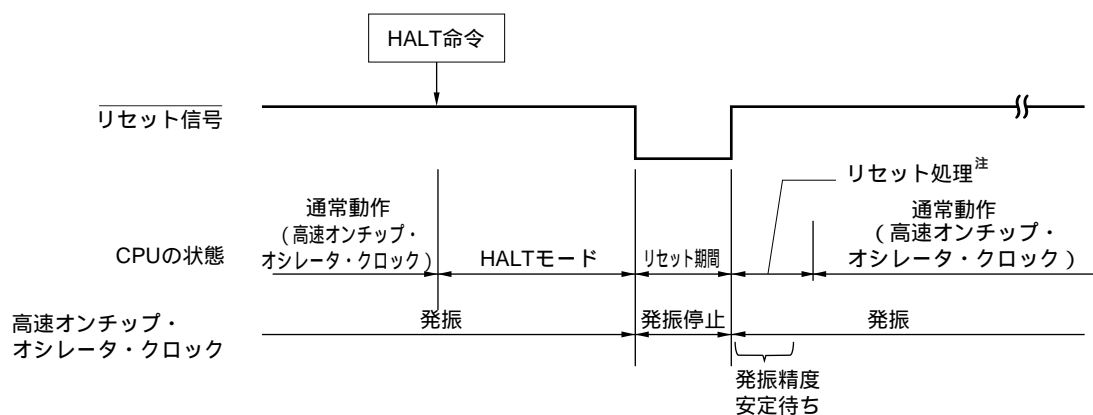 HALT命令
リセット信号
リセット処理注
通常動作
(高速オンチップ・
オシレータ・クロック)
通常動作
(高速オンチップ・
オシレータ・クロック)
CPUの状態
HALTモード
リセット期間
高速オンチップ・
オシレータ・クロック
発振
発振停止
発振
発振精度
安定待ち